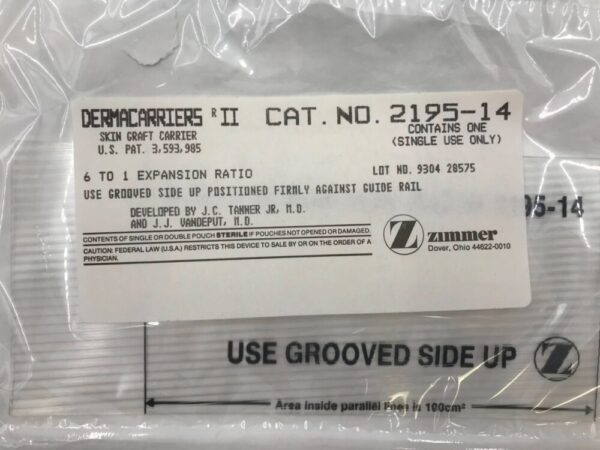 DERMACARRIERS R II CAT. NO. 2195-14
SKIN GRAFT CARRIER
CONTAINS ONE
U.S. PAT. 3,593,985
(SINGLE USE ONLY)
6 TO 1 EXPANSION RATIO
LOT NO. 9304 28575
USE GROOVED SIDE UP POSITIONED FIRMLY AGAINST GUIDE RAIL
DEVELOPED BY J.C. TANNER JR, M.D.
AND J.J. VANDEPUT, M.D.
CONTENTS OF SINGLE OR DOUBLE POUCH STERILE IF POUCHES NOT OPENED OR DAMAGED.
CAUTION: FEDERAL LAW (U.S.A.) RESTRICTS THIS DEVICE TO SALE BY OR ON THE ORDER OF A
PHYSICIAN.
Z zimmer
Dover, Ohio 44622-0010
95-14
USE GROOVED SIDE UP Z
Area inside parallel lines is 100cm²